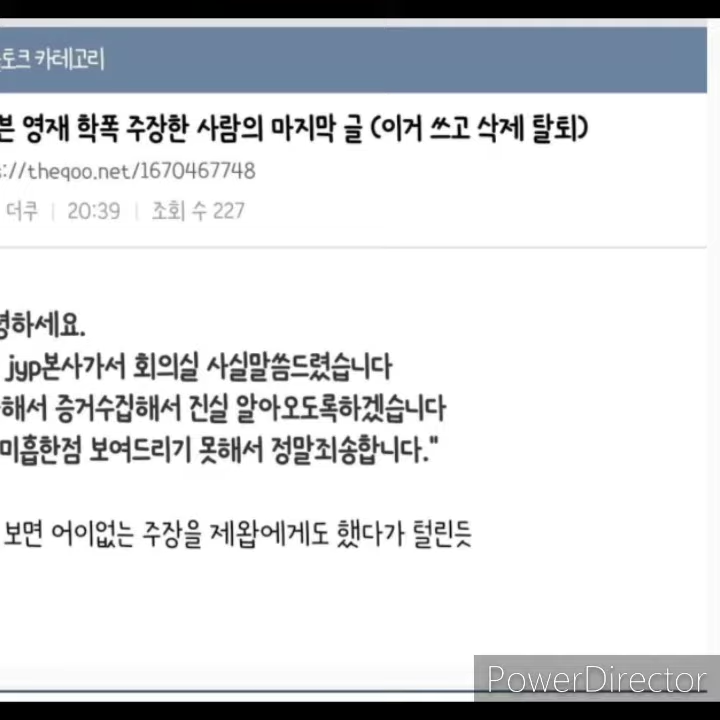 토크 카테고리
븐 영재 학폭 주장한 사람의 마지막 글 (이거 쓰고 삭제 탈퇴)
://theqoo.net/1670467748
더쿠 | 20:39 | 조회 수 227
하세요.
jyp본사가서 회의실 사실말씀드렸습니다
해서 증거수집해서 진실 알아오도록하겠습니다
미흡한점 보여드리기 못해서 정말죄송합니다."
보면 어이없는 주장을 제왑에게도 했다가 털린듯
PowerDirector